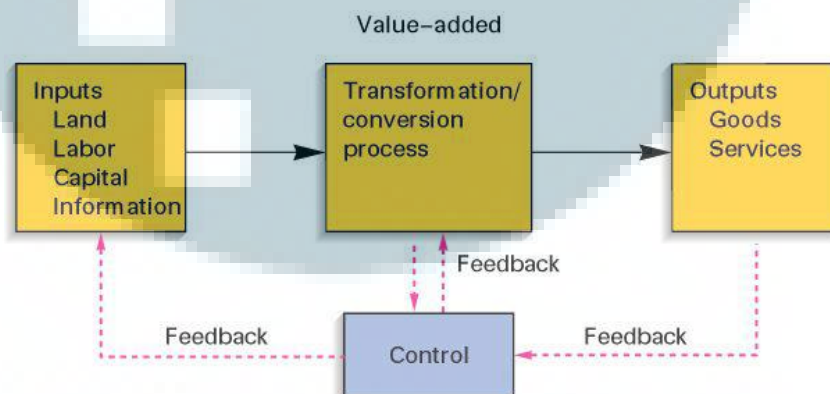 Value-added
Inputs
Land
Labor
Capital
Information
Transformation/
conversion
process
Outputs
Goods
Services
Feedback
Feedback
Control
Feedback